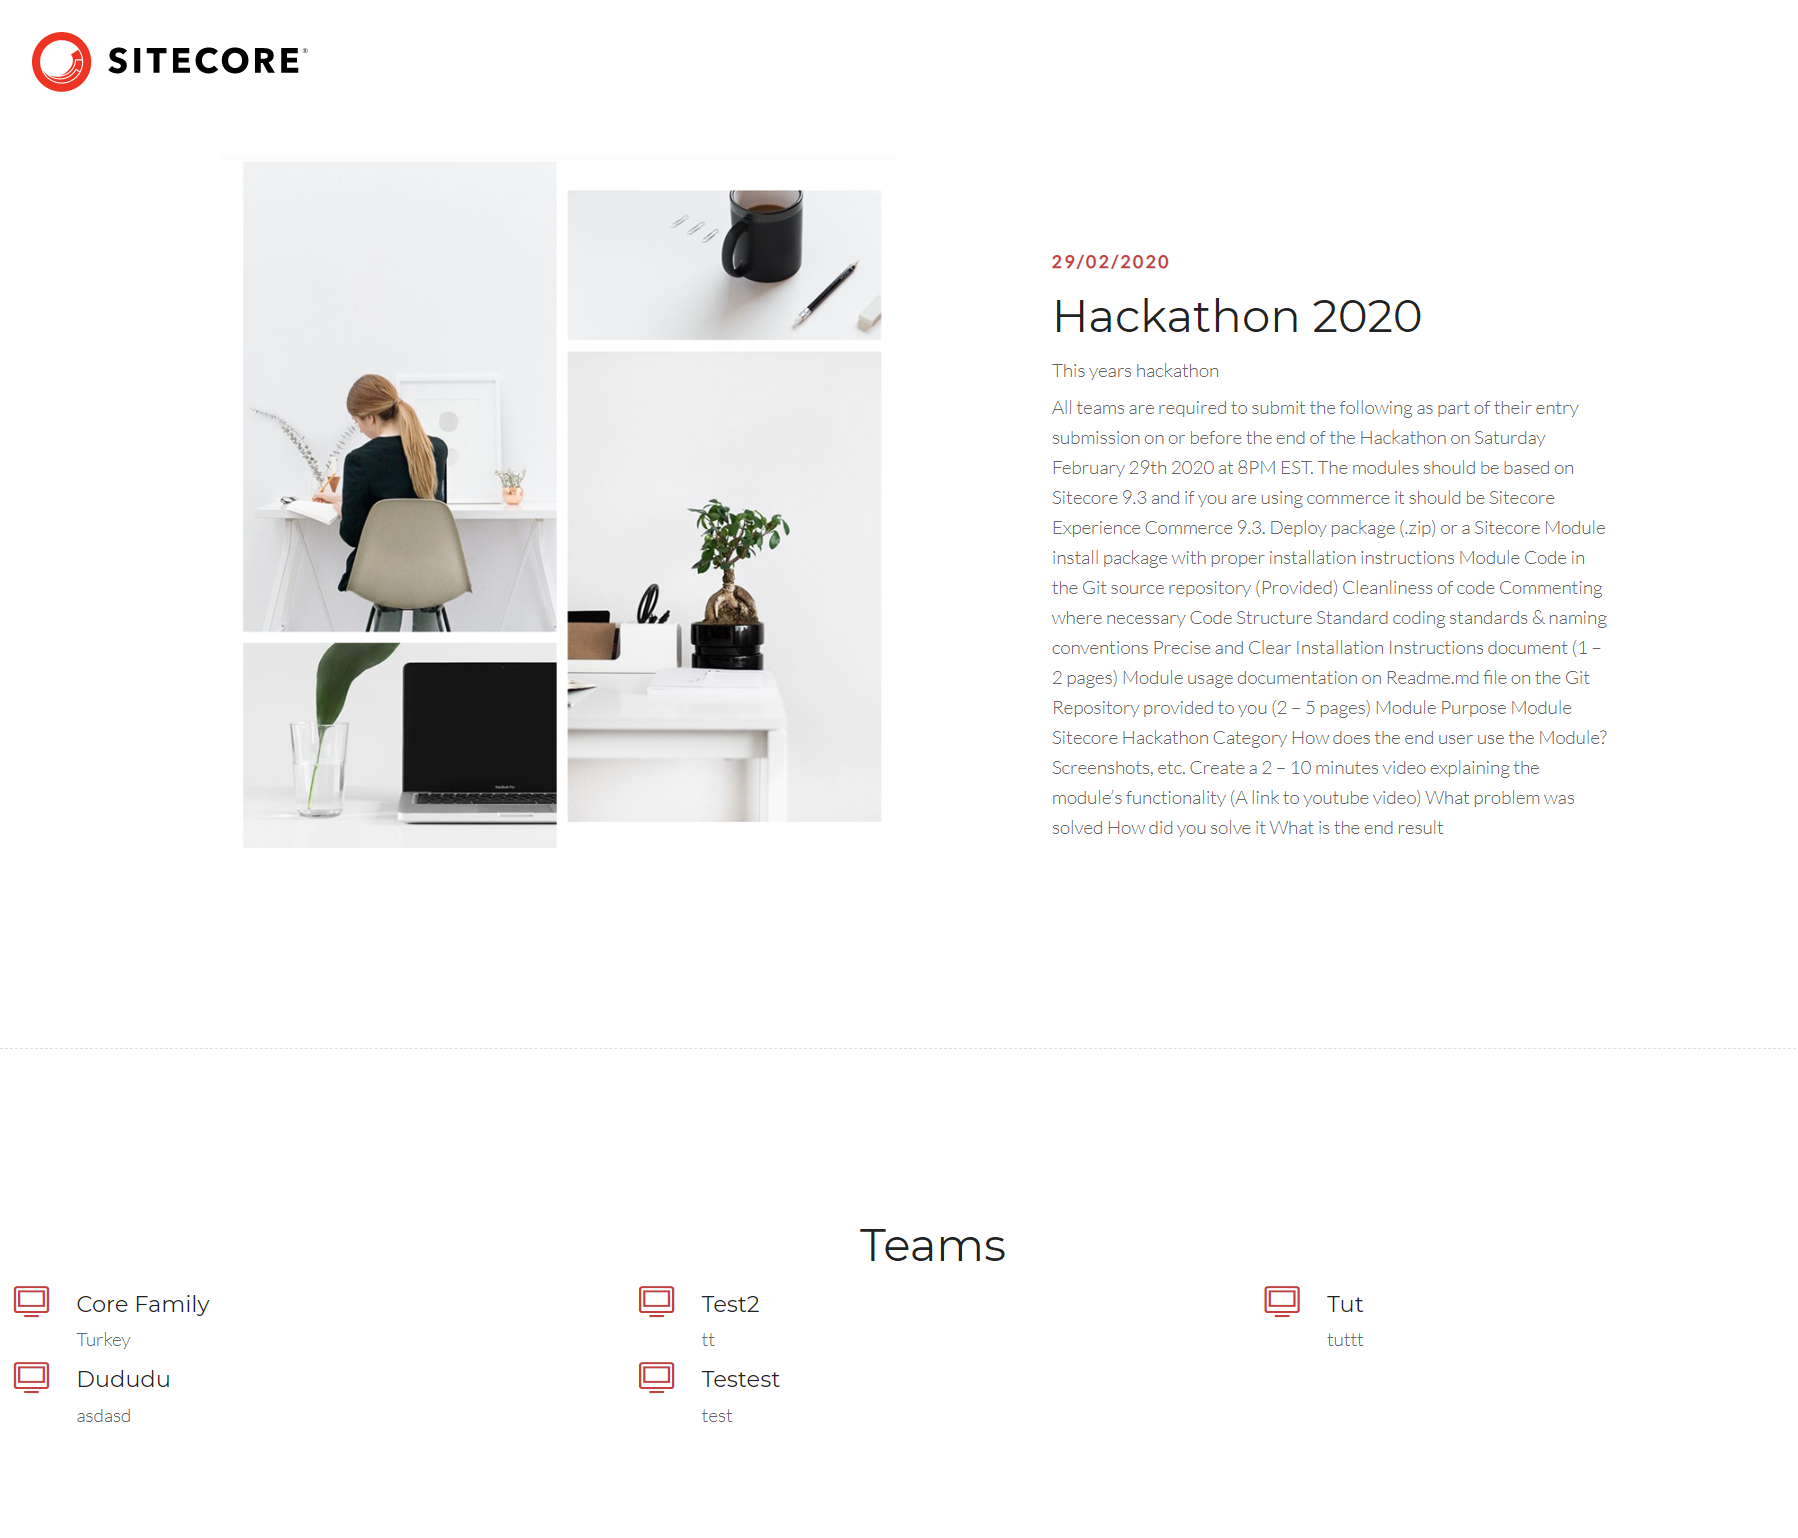 SITECORE®
29/02/2020
Hackathon 2020
This years hackathon
All teams are required to submit the following as part of their entry
submission on or before the end of the Hackathon on Saturday
February 29th 2020 at 8PM EST. The modules should be based on
Sitecore 9.3 and if you are using commerce it should be Sitecore
Experience Commerce 9.3. Deploy package (.zip) or a Sitecore Module
install package with proper installation instructions Module Code in
the Git source repository (Provided) Cleanliness of code Commenting
where necessary Code Structure Standard coding standards & naming
conventions Precise and Clear Installation Instructions document (1 –
2 pages) Module usage documentation on Readme.md file on the Git
Repository provided to you (2 – 5 pages) Module Purpose Module
Sitecore Hackathon Category How does the end user use the Module?
Screenshots, etc. Create a 2 – 10 minutes video explaining the
module’s functionality (A link to youtube video) What problem was
solved How did you solve it What is the end result
Teams
Core Family
Turkey
Test2
tt
Tut
tuttt
Dududu
asdasd
Testest
test